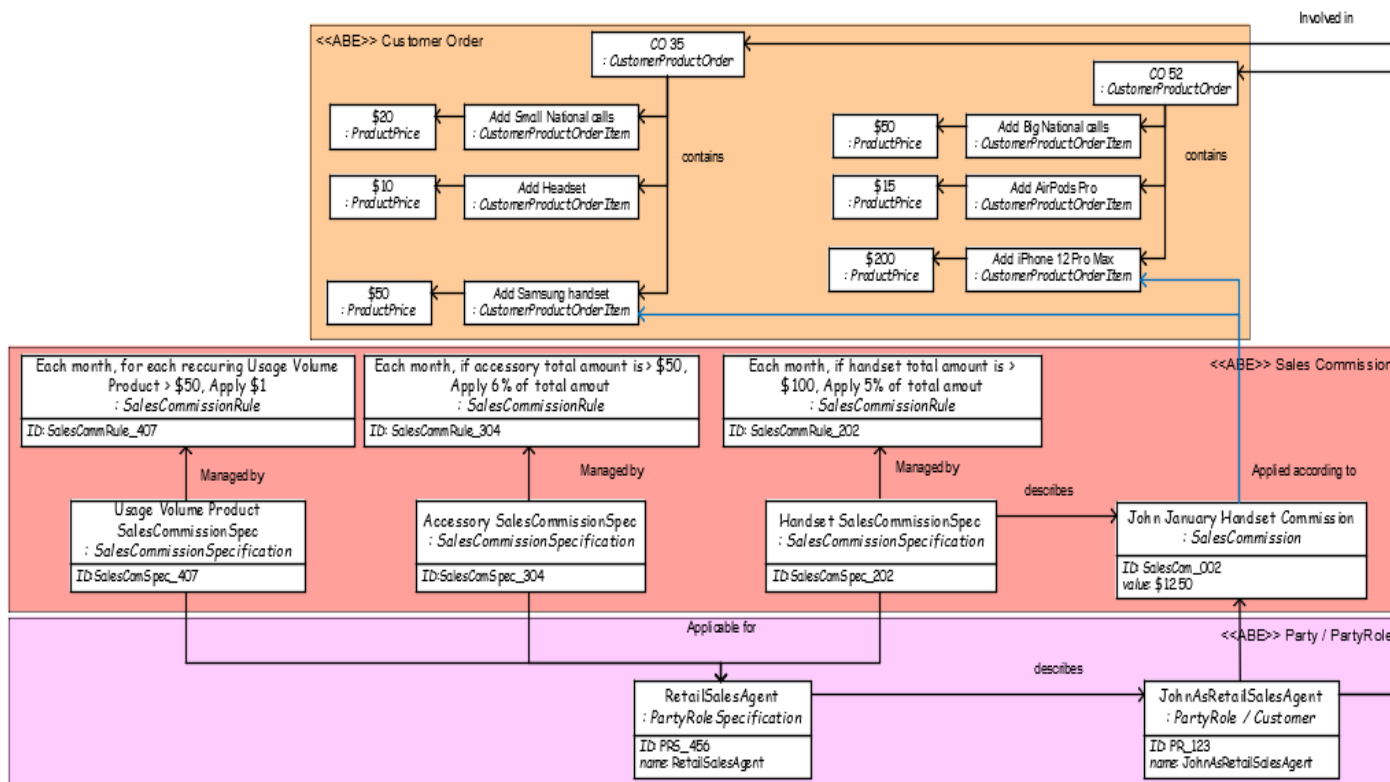 Involved in
<<ABE>> Customer Order
CO 35
: CustomerProductOrder
CO 52
: CustomerProductOrder
$20
: ProductPrice
Add Small National calls
: CustomerProductOrderItem
$50
: ProductPrice
Add Big National calls
: CustomerProductOrderItem
contains
contains
$10
: ProductPrice
Add Headset
: CustomerProductOrderItem
$15
: ProductPrice
Add AirPods Pro
: CustomerProductOrderItem
$200
: ProductPrice
Add iPhone 12 Pro Max
: CustomerProductOrderItem
$50
: ProductPrice
Add Samsung handset
: CustomerProductOrderItem
<<ABE>> Sales Commission
Each month, for each reccuring Usage Volume
Product > $50, Apply $1
: SalesCommissionRule
ID: SalesCommRule_407
Each month, if accessory total amount is > $50,
Apply 6% of total amout
: SalesCommissionRule
ID: SalesCommRule_304
Each month, if handset total amount is >
$100, Apply 5% of total amout
: SalesCommissionRule
ID: SalesCommRule_202
Managed by
Managed by
Managed by
Applied according to
describes
Usage Volume Product
SalesCommissionSpec
: SalesCommissionSpecification
ID:SalesComSpec_407
Accessory SalesCommissionSpec
: SalesCommissionSpecification
ID:SalesComSpec_304
Handset SalesCommissionSpec
: SalesCommissionSpecification
ID:SalesComSpec_202
John January Handset Commission
: SalesCommission
ID: SalesCom_002
value: $1250
Applicable for
<<ABE>> Party / PartyRole
describes
RetailSalesAgent
: PartyRoleSpecification
ID: PRS_456
name: RetailSalesAgent
JohnAsRetailSalesAgent
: PartyRole / Customer
ID: PR_123
name: JohnAsRetailSalesAgent